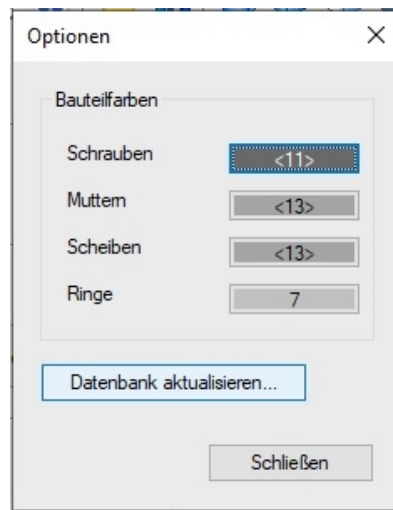 Optionen
Bauteilfarben
Schrauben <11>
Muttern <13>
Scheiben <13>
Ringe 7
Datenbank aktualisieren...
Schließen